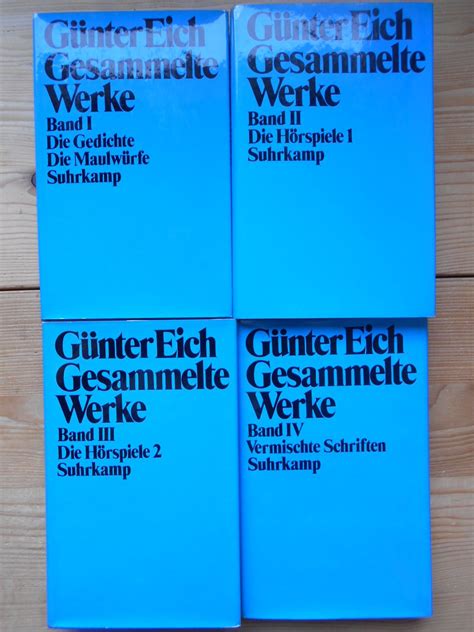 Günter Eich
Gesammelte
Werke
Band I
Die Gedichte
Die Maulwürfe
Suhrkamp
Günter Eich
Gesammelte
Werke
Band II
Die Hörspiele 1
Suhrkamp
Günter Eich
Gesammelte
Werke
Band III
Die Hörspiele 2
Suhrkamp
Günter Eich
Gesammelte
Werke
Band IV
Vermischte Schriften
Suhrkamp